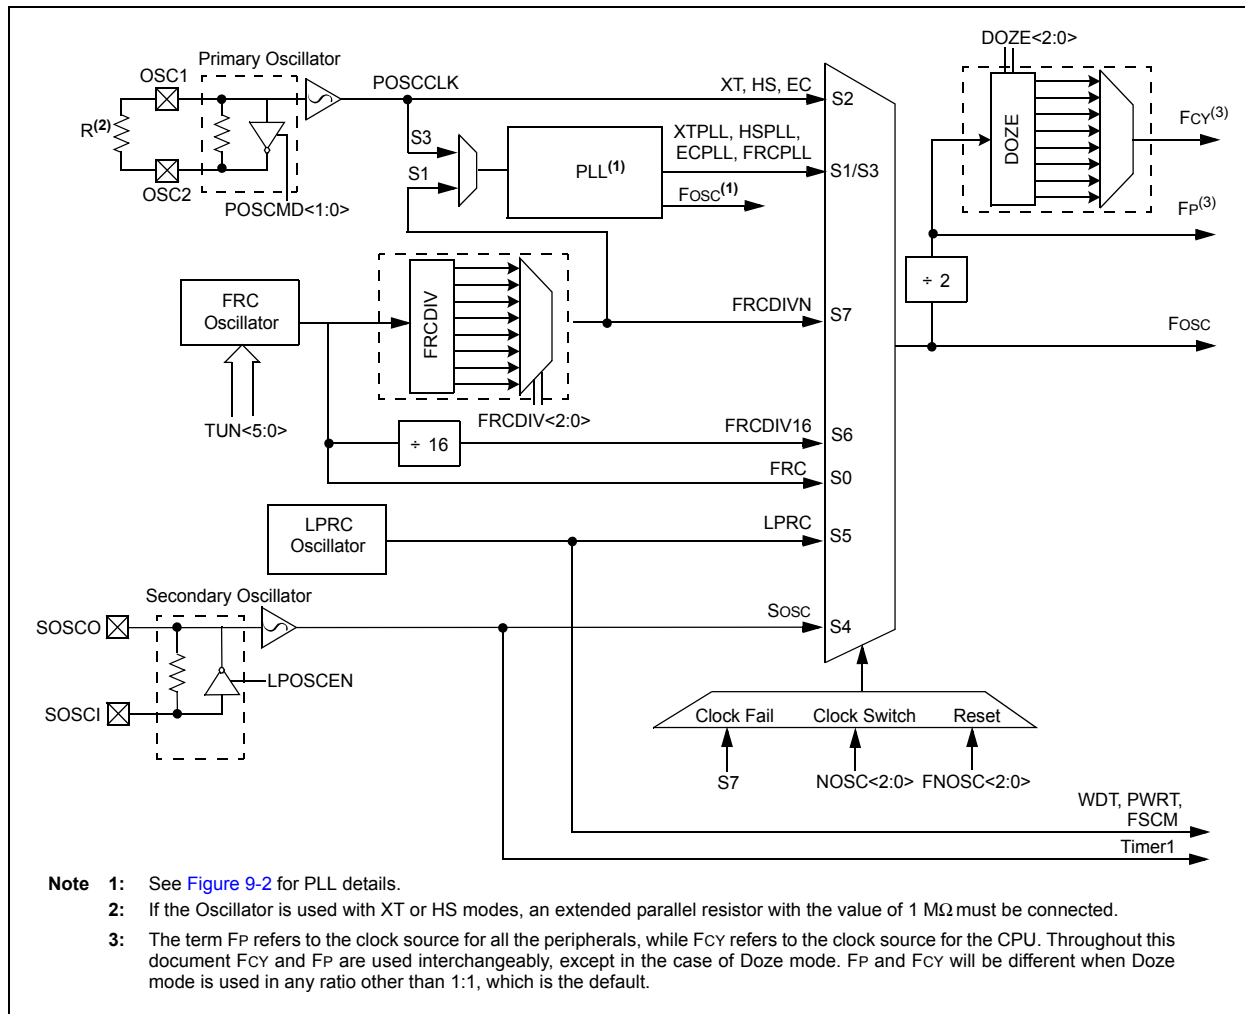 DOZE<2:0>
Primary Oscillator
OSC1
POSCCLK
XT, HS, EC
S2
R(2)
S3
XTPLL, HSPLL,
ECPLL, FRCPLL
PLL(1)
S1/S3
DOZE
FCY(3)
S1
OSC2
FOSC(1)
POSCMD<1:0>
FP(3)
÷ 2
FRC
Oscillator
FRCDIV
FRCDIVN
S7
FOSC
TUN<5:0>
FRCDIV<2:0>
÷ 16
FRCDIV16
S6
FRC
S0
LPRC
Oscillator
LPRC
S5
Secondary Oscillator
SOSCO
SOSC
S4
LPOSCEN
SOSCI
Clock Fail
Clock Switch
Reset
S7
NOSC<2:0>
FNOSC<2:0>
WDT, PWRT,
FSCM
Timer1
Note 1: See Figure 9-2 for PLL details.
2: If the Oscillator is used with XT or HS modes, an extended parallel resistor with the value of 1 MΩ must be connected.
3: The term FP refers to the clock source for all the peripherals, while FCY refers to the clock source for the CPU. Throughout this
document FCY and FP are used interchangeably, except in the case of Doze mode. FP and FCY will be different when Doze
mode is used in any ratio other than 1:1, which is the default.